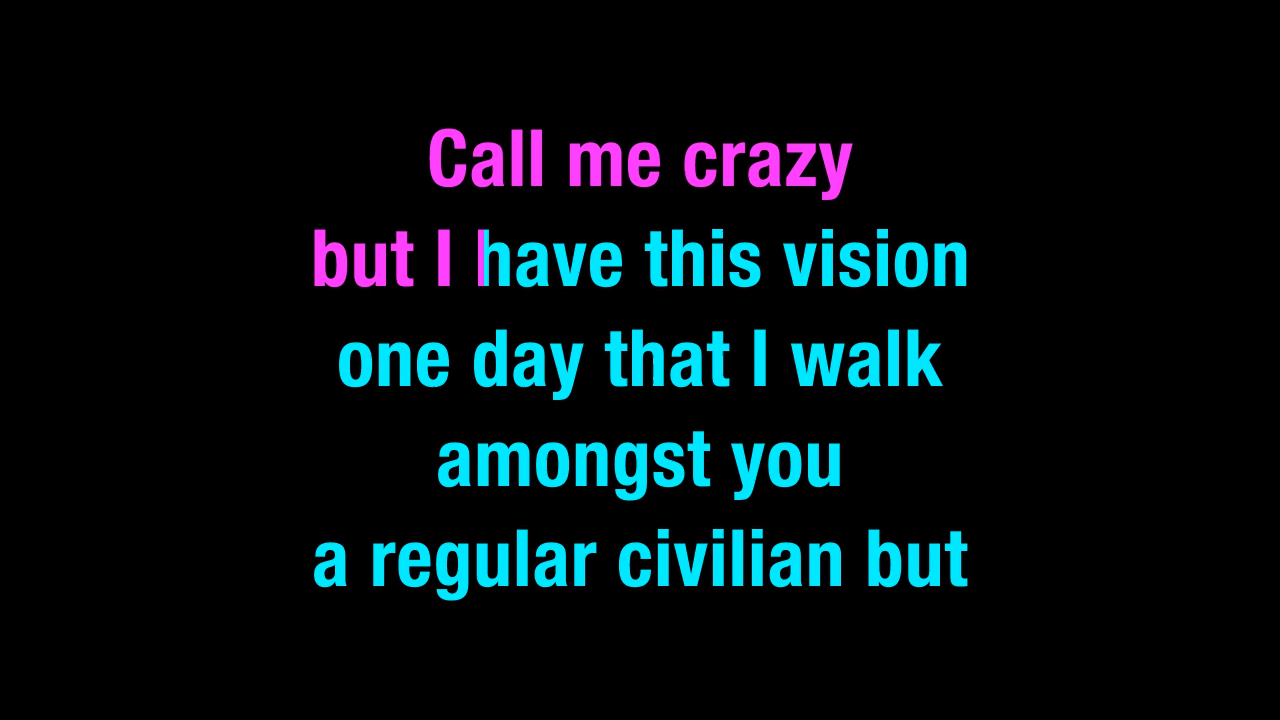 Call me crazy
but I have this vision
one day that I walk
amongst you
a regular civilian but